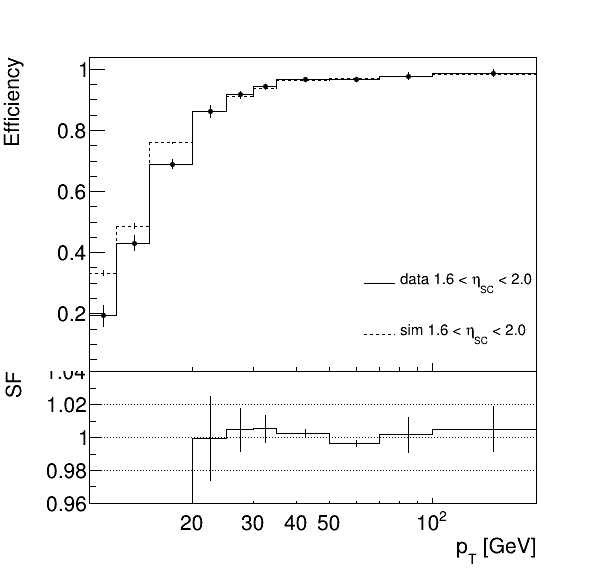 Efficiency
1
0.8
0.6
0.4
0.2
data 1.6 < η_SC < 2.0
sim 1.6 < η_SC < 2.0
SF
1.04
1.02
1
0.98
0.96
20 30 40 50 10²
p_T [GeV]